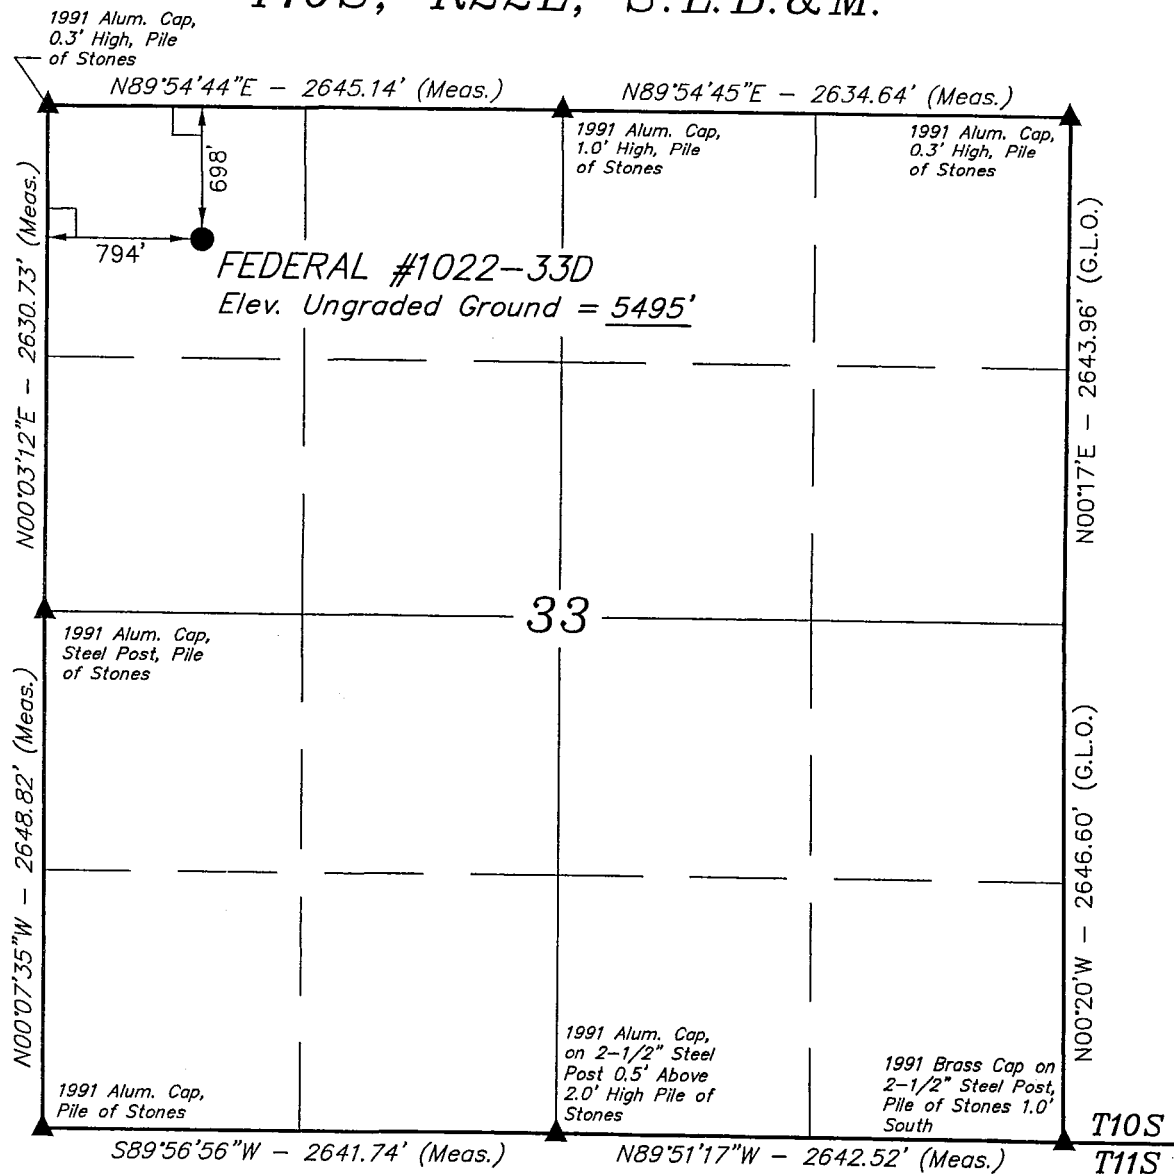 T10S, R22E, S.L.B.&M.
1991 Alum. Cap,
0.3' High, Pile
of Stones
N89°54'44"E - 2645.14' (Meas.)
N89°54'45"E - 2634.64' (Meas.)
1991 Alum. Cap,
1.0' High, Pile
of Stones
1991 Alum. Cap,
0.3' High, Pile
of Stones
698'
794'
FEDERAL #1022-33D
Elev. Ungraded Ground = 5495'
N00°03'12"E - 2630.73' (Meas.)
N00°17'E - 2643.96' (G.L.O.)
33
1991 Alum. Cap,
Steel Post, Pile
of Stones
N00°07'35"W - 2648.82' (Meas.)
N00°20'W - 2646.60' (G.L.O.)
1991 Alum. Cap,
Pile of Stones
1991 Alum. Cap,
on 2-1/2" Steel
Post 0.5' Above
2.0' High Pile of
Stones
1991 Brass Cap on
2-1/2" Steel Post,
Pile of Stones 1.0'
South
S89°56'56"W - 2641.74' (Meas.)
N89°51'17"W - 2642.52' (Meas.)
T10S
T11S